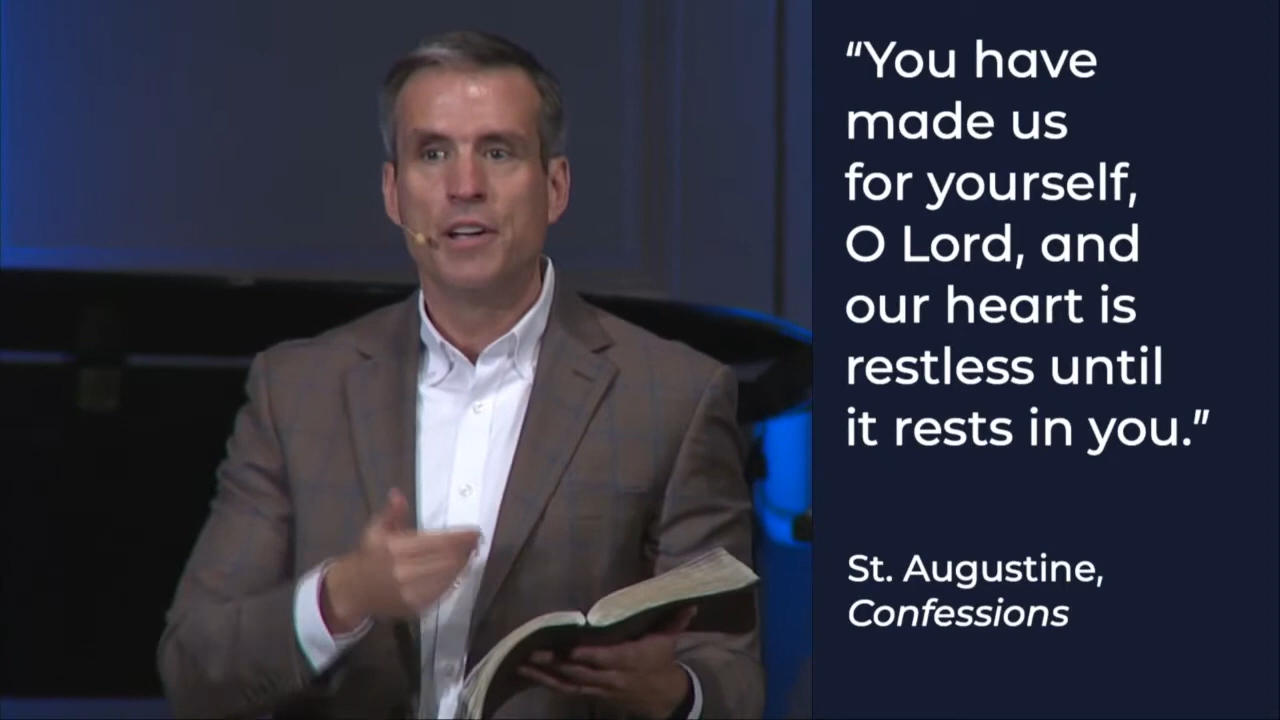 “You have
made us
for yourself,
O Lord, and
our heart is
restless until
it rests in you.”
St. Augustine,
Confessions